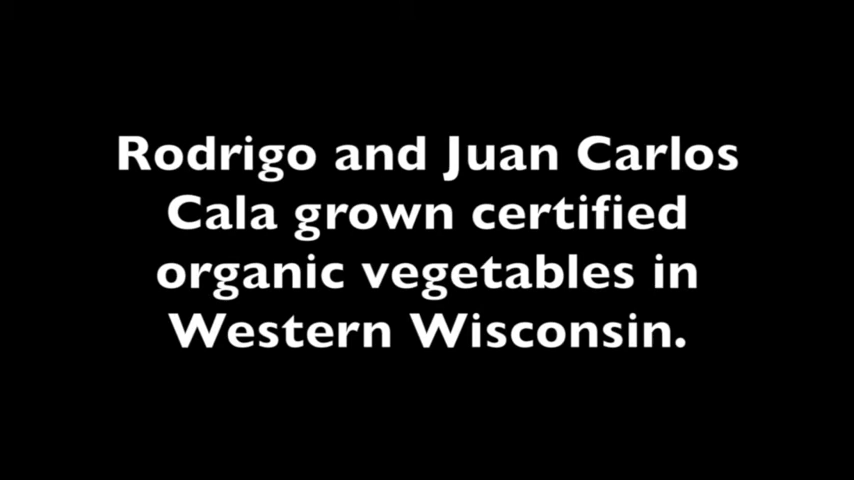 Rodrigo and Juan Carlos
Cala grown certified
organic vegetables in
Western Wisconsin.